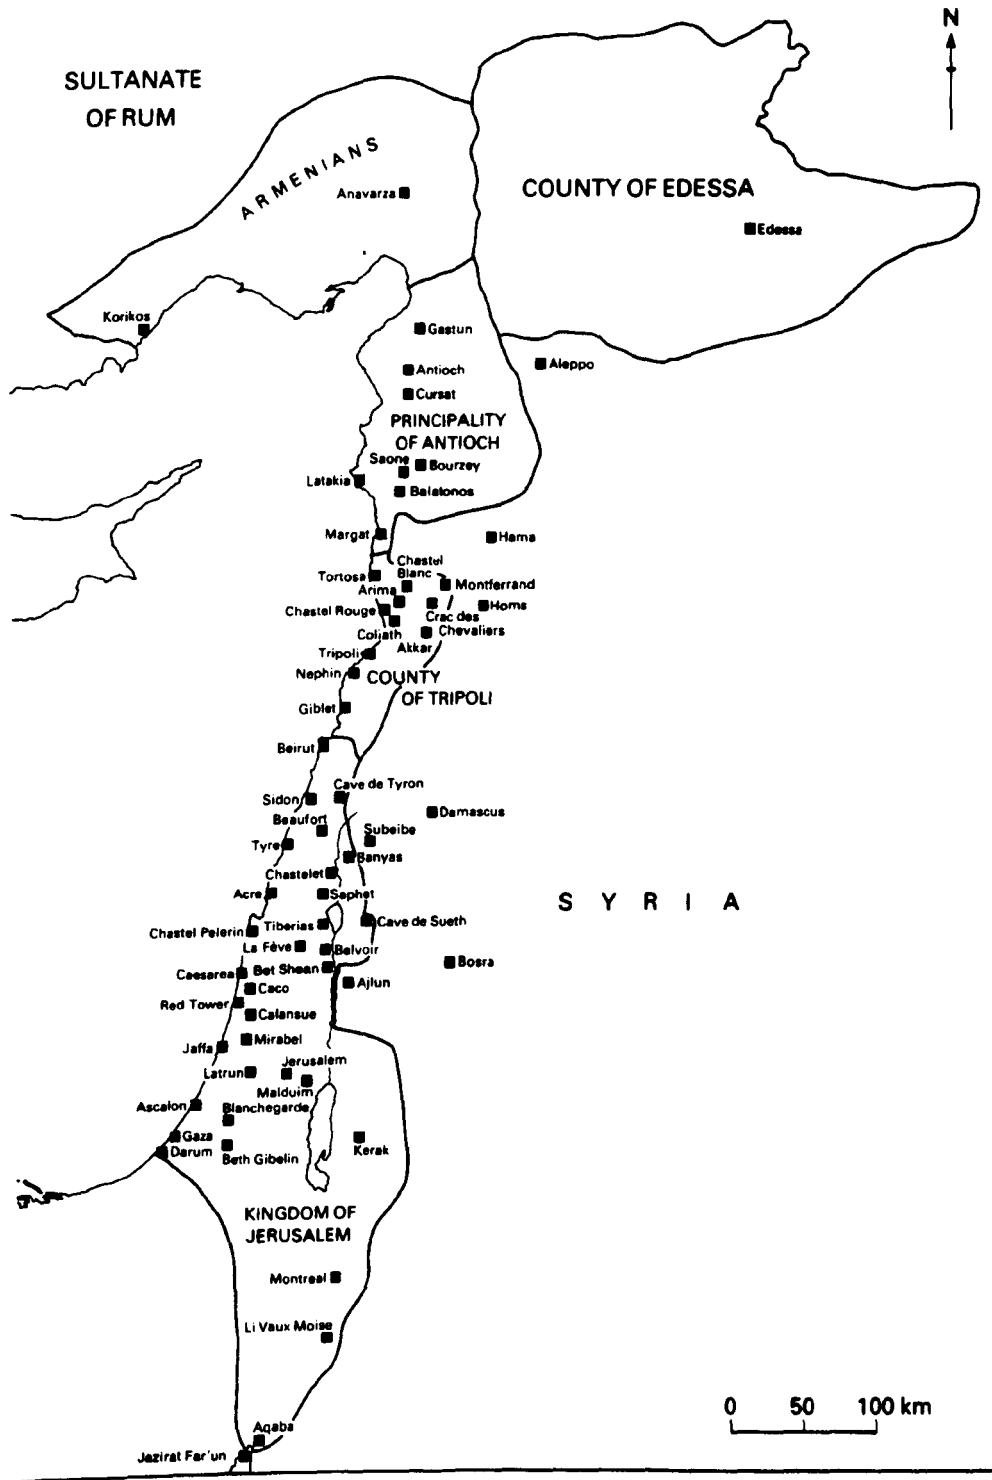 N
SULTANATE
OF RUM
ARMENIANS
Anavarza
COUNTY OF EDESSA
Edessa
Korikos
Gastun
Aleppo
Antioch
Cursat
PRINCIPALITY
OF ANTIOCH
Saone
Bourzey
Latakia
Balatonos
Margat
Hama
Chastel
Blanc
Tortosa
Montferrand
Arima
Homs
Chastel Rouge
Crac des
Chevaliers
Coliath
Akkar
Tripoli
Nephin
COUNTY
OF TRIPOLI
Giblet
Beirut
Cave de Tyron
Sidon
Damascus
Beaufort
Subeibe
Tyre
Banyas
Chastelet
Acre
Saphet
SYRIA
Tiberias
Cave de Sueth
Chastel Pelerin
La Fève
Belvoir
Bosra
Caesarea
Bet Shean
Ajlun
Caco
Red Tower
Calansue
Mirabel
Jaffa
Jerusalem
Latrun
Malduim
Ascalon
Blanchegarde
Gaza
Kerak
Darum
Beth Gibelin
KINGDOM OF
JERUSALEM
Montreal
Li Vaux Moise
0 50 100 km
Aqaba
Jazirat Far'un